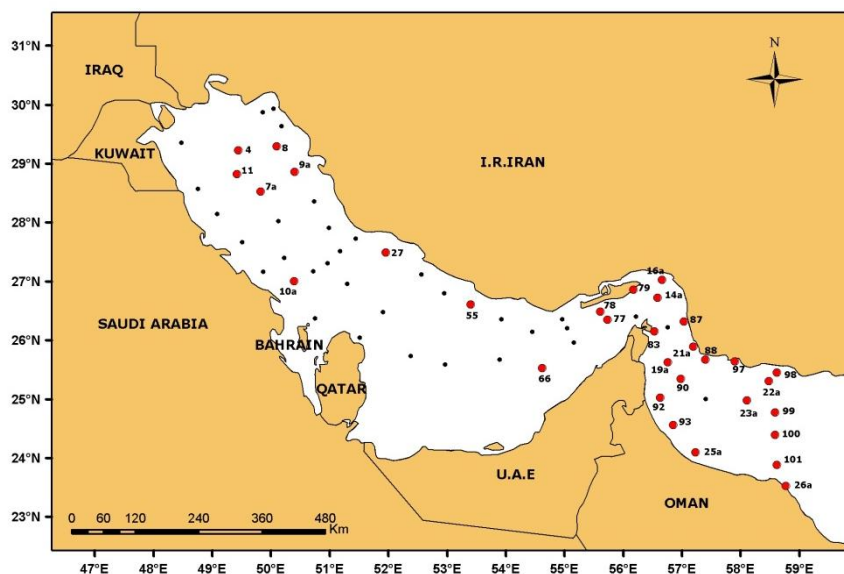 N
31°N
IRAQ
30°N
4
8
29°N
KUWAIT
11
9a
7a
I.R.IRAN
28°N
27
27°N
10a
16a
79
14a
55
78
77
87
SAUDI ARABIA
26°N
BAHRAIN
83
21a
88
97
98
QATAR
66
19a
90
22a
25°N
92
23a
99
93
100
24°N
25a
101
U.A.E
26a
OMAN
23°N
0 60 120 240 360 480
Km
47°E 48°E 49°E 50°E 51°E 52°E 53°E 54°E 55°E 56°E 57°E 58°E 59°E